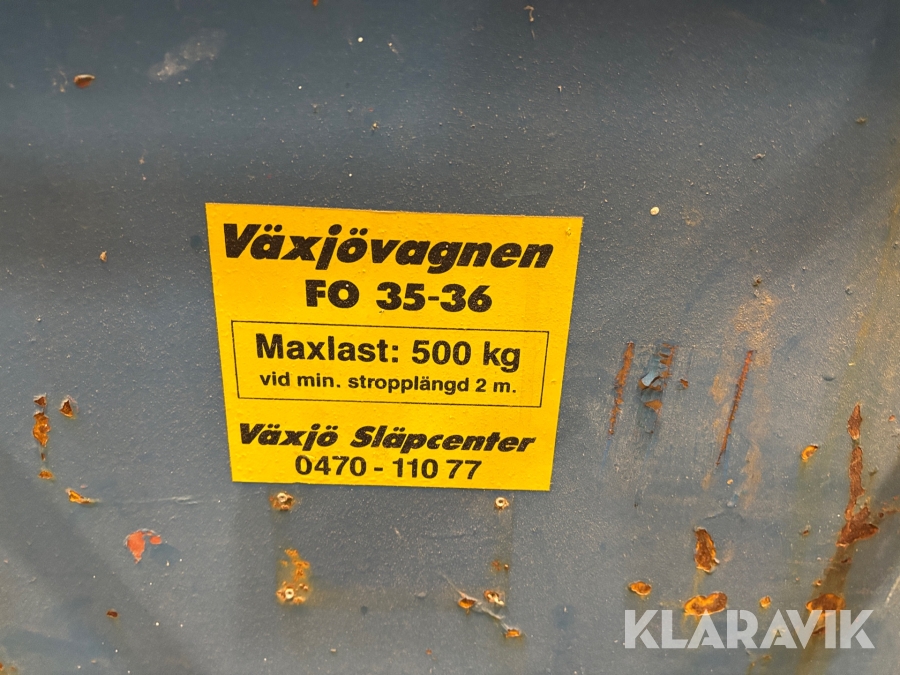 Växjövagnen
FO 35-36
Maxlast: 500 kg
vid min. stropplängd 2 m.
Växjö Släpcenter
0470 - 110 77
KLARAVIK